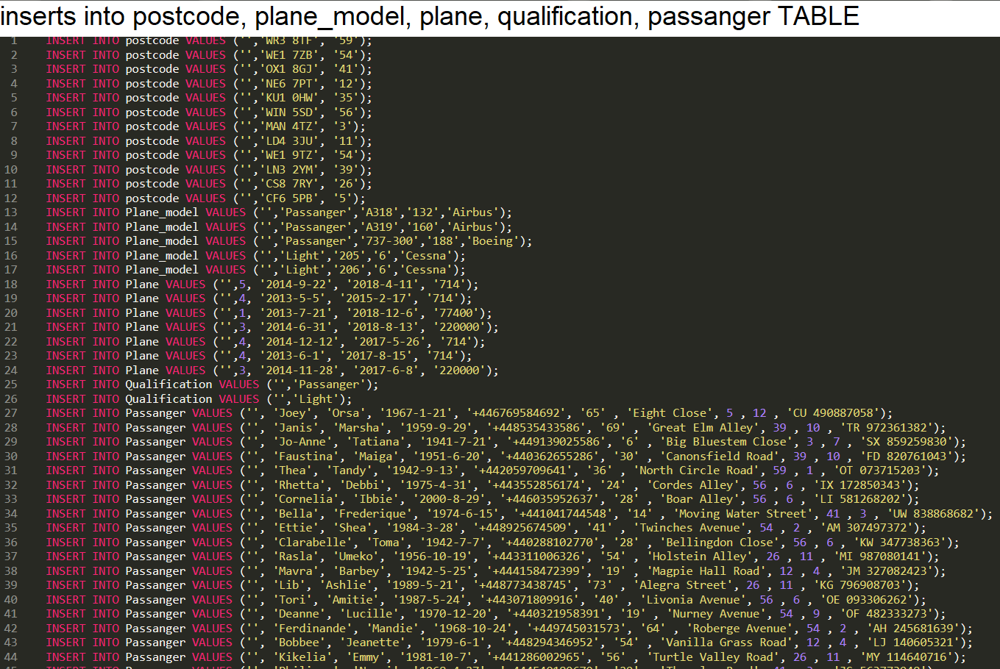 inserts into postcode, plane_model, plane, qualification, passanger TABLE
1 INSERT INTO postcode VALUES ('','WR3 8TF', '59');
2 INSERT INTO postcode VALUES ('','WE1 7ZB', '54');
3 INSERT INTO postcode VALUES ('','OX1 8GJ', '41');
4 INSERT INTO postcode VALUES ('','NE6 7PT', '12');
5 INSERT INTO postcode VALUES ('','KU1 0HW', '35');
6 INSERT INTO postcode VALUES ('','WIN 5SD', '56');
7 INSERT INTO postcode VALUES ('','MAN 4TZ', '3');
8 INSERT INTO postcode VALUES ('','LD4 3JU', '11');
9 INSERT INTO postcode VALUES ('','WE1 9TZ', '54');
10 INSERT INTO postcode VALUES ('','LN3 2YM', '39');
11 INSERT INTO postcode VALUES ('','CS8 7RY', '26');
12 INSERT INTO postcode VALUES ('','CF6 5PB', '5');
13 INSERT INTO Plane_model VALUES ('','Passanger','A318','132','Airbus');
14 INSERT INTO Plane_model VALUES ('','Passanger','A319','160','Airbus');
15 INSERT INTO Plane_model VALUES ('','Passanger','737-300','188','Boeing');
16 INSERT INTO Plane_model VALUES ('','Light','205','6','Cessna');
17 INSERT INTO Plane_model VALUES ('','Light','206','6','Cessna');
18 INSERT INTO Plane VALUES ('',5, '2014-9-22', '2018-4-11', '714');
19 INSERT INTO Plane VALUES ('',4, '2013-5-5', '2015-2-17', '714');
20 INSERT INTO Plane VALUES ('',1, '2013-7-21', '2018-12-6', '77400');
21 INSERT INTO Plane VALUES ('',3, '2014-6-31', '2018-8-13', '220000');
22 INSERT INTO Plane VALUES ('',4, '2014-12-12', '2017-5-26', '714');
23 INSERT INTO Plane VALUES ('',4, '2013-6-1', '2017-8-15', '714');
24 INSERT INTO Plane VALUES ('',3, '2014-11-28', '2017-6-8', '220000');
25 INSERT INTO Qualification VALUES ('','Passanger');
26 INSERT INTO Qualification VALUES ('','Light');
27 INSERT INTO Passanger VALUES ('', 'Joey', 'Orsa', '1967-1-21', '+446769584692', '65' , 'Eight Close', 5 , 12 , 'CU 490887058');
28 INSERT INTO Passanger VALUES ('', 'Janis', 'Marsha', '1959-9-29', '+448535433586', '69' , 'Great Elm Alley', 39 , 10 , 'TR 972361382');
29 INSERT INTO Passanger VALUES ('', 'Jo-Anne', 'Tatiana', '1941-7-21', '+449139025586', '6' , 'Big Bluestem Close', 3 , 7 , 'SX 859259830');
30 INSERT INTO Passanger VALUES ('', 'Faustina', 'Maiga', '1951-6-20', '+440362655286', '30' , 'Canonsfield Road', 39 , 10 , 'FD 820761043');
31 INSERT INTO Passanger VALUES ('', 'Thea', 'Tandy', '1942-9-13', '+442059709641', '36' , 'North Circle Road', 59 , 1 , 'OT 073715203');
32 INSERT INTO Passanger VALUES ('', 'Rhetta', 'Debbi', '1975-4-31', '+443552856174', '24' , 'Cordes Alley', 56 , 6 , 'IX 172850343');
33 INSERT INTO Passanger VALUES ('', 'Cornelia', 'Ibbie', '2000-8-29', '+446035952637', '28' , 'Boar Alley', 56 , 6 , 'LI 581268202');
34 INSERT INTO Passanger VALUES ('', 'Bella', 'Frederique', '1974-6-15', '+441041744548', '14' , 'Moving Water Street', 41 , 3 , 'UW 838868682');
35 INSERT INTO Passanger VALUES ('', 'Ettie', 'Shea', '1984-3-28', '+448925674509', '41' , 'Twinches Avenue', 54 , 2 , 'AM 307497372');
36 INSERT INTO Passanger VALUES ('', 'Clarabelle', 'Toma', '1942-7-7', '+440288102770', '28' , 'Bellingdon Close', 56 , 6 , 'KW 347738363');
37 INSERT INTO Passanger VALUES ('', 'Rasla', 'Umeko', '1956-10-19', '+443311006326', '54' , 'Holstein Alley', 26 , 11 , 'MI 987080141');
38 INSERT INTO Passanger VALUES ('', 'Mavra', 'Barbey', '1942-5-25', '+444158472399', '19' , 'Magpie Hall Road', 12 , 4 , 'JM 327082423');
39 INSERT INTO Passanger VALUES ('', 'Lib', 'Ashlie', '1989-5-21', '+448773438745', '73' , 'Alegra Street', 26 , 11 , 'KG 796908703');
40 INSERT INTO Passanger VALUES ('', 'Tori', 'Amitie', '1987-5-24', '+443071809916', '40' , 'Livonia Avenue', 56 , 6 , 'OE 093306262');
41 INSERT INTO Passanger VALUES ('', 'Deanne', 'Lucille', '1970-12-20', '+440321958391', '19' , 'Nurney Avenue', 54 , 9 , 'OF 482333273');
42 INSERT INTO Passanger VALUES ('', 'Ferdinande', 'Mandie', '1968-10-24', '+449745031573', '64' , 'Roberge Avenue', 54 , 2 , 'AH 245681639');
43 INSERT INTO Passanger VALUES ('', 'Bobbee', 'Jeanette', '1979-6-1', '+448294346952', '54' , 'Vanilla Grass Road', 12 , 4 , 'LJ 140605321');
44 INSERT INTO Passanger VALUES ('', 'Kikelia', 'Emmy', '1981-10-7', '+441286002965', '56' , 'Turtle Valley Road', 26 , 11 , 'MY 114640716');